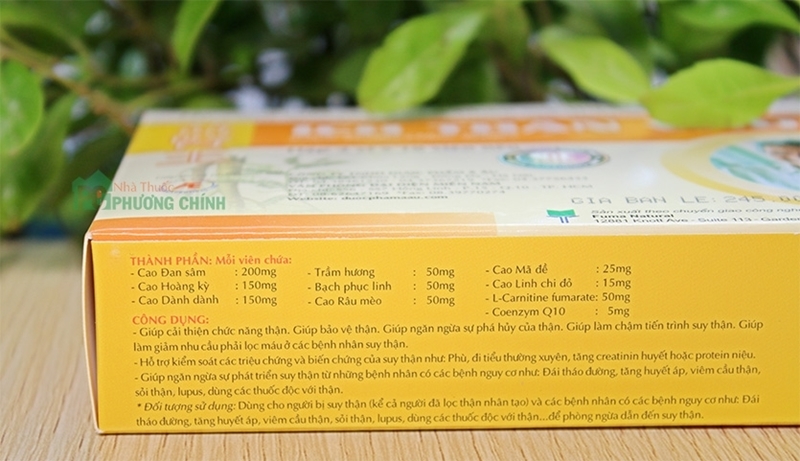 ÍCH THẬN
Nhà Thuốc
PHƯƠNG CHÍNH
GIA BAN LE: 245.00
Sản xuất theo chuyển giao công nghệ
Fuma Natural
12881 Knott Ave - Suite 113 - Garden
THÀNH PHẦN: Mỗi viên chứa:
- Cao Đan sâm : 200mg - Trầm hương : 50mg - Cao Mã đề : 25mg
- Cao Hoàng kỳ : 150mg - Bạch phục linh : 50mg - Cao Linh chi đỏ : 15mg
- Cao Dành dành : 150mg - Cao Râu mèo : 50mg - L-Carnitine fumarate: 50mg
- Coenzym Q10 : 5mg
CÔNG DỤNG:
- Giúp cải thiện chức năng thận. Giúp bảo vệ thận. Giúp ngăn ngừa sự phá hủy của thận. Giúp làm chậm tiến trình suy thận. Giúp
làm giảm nhu cầu phải lọc máu ở các bệnh nhân suy thận.
- Hỗ trợ kiểm soát các triệu chứng và biến chứng của suy thận như: Phù, đi tiểu thường xuyên, tăng creatinin huyết hoặc protein niệu.
- Giúp ngăn ngừa sự phát triển suy thận từ những bệnh nhân có các bệnh nguy cơ như: Đái tháo đường, tăng huyết áp, viêm cầu thận,
sỏi thận, lupus, dùng các thuốc độc với thận.
* Đối tượng sử dụng: Dùng cho người bị suy thận (kể cả người đã lọc thận nhân tạo) và các bệnh nhân có các bệnh nguy cơ như: Đái
tháo đường, tăng huyết áp, viêm cầu thận, sỏi thận, lupus, dùng các thuốc độc với thận...để phòng ngừa dẫn đến suy thận.